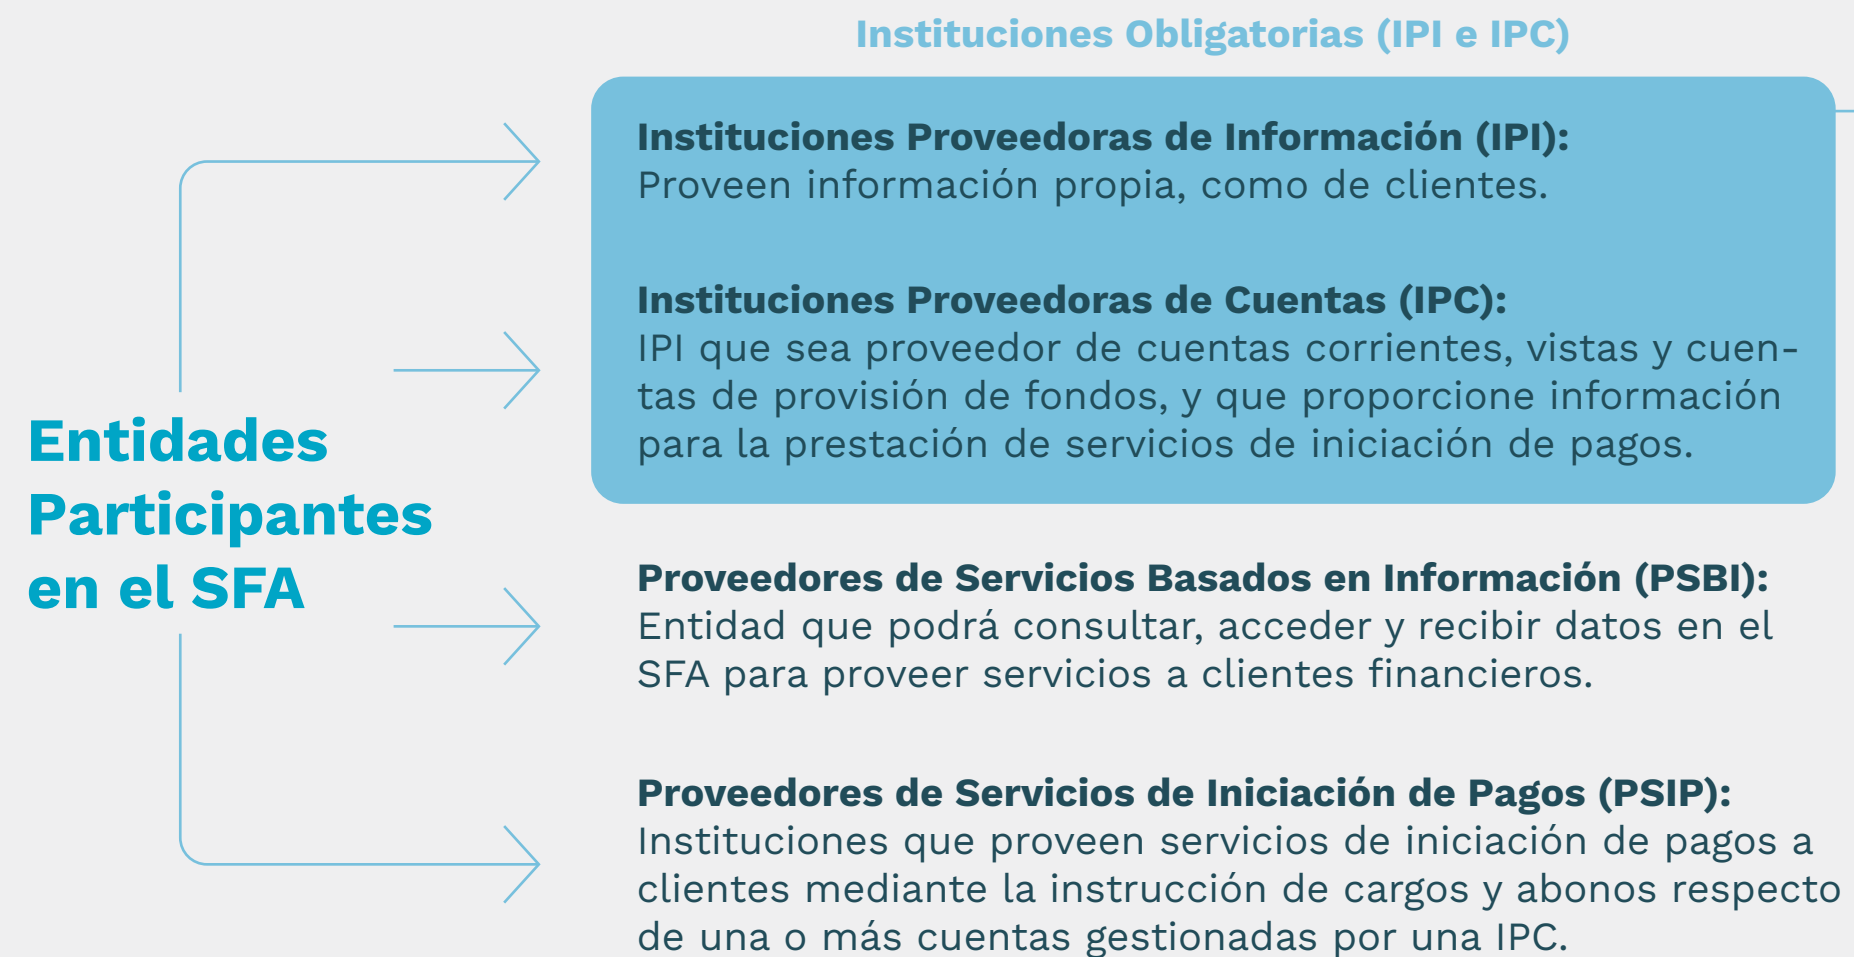 Instituciones Obligatorias (IPI e IPC)
Instituciones Proveedoras de Información (IPI):
Proveen información propia, como de clientes.
Instituciones Proveedoras de Cuentas (IPC):
IPI que sea proveedor de cuentas corrientes, vistas y cuen-
tas de provisión de fondos, y que proporcione información
para la prestación de servicios de iniciación de pagos.
Entidades
Participantes
en el SFA
Proveedores de Servicios Basados en Información (PSBI):
Entidad que podrá consultar, acceder y recibir datos en el
SFA para proveer servicios a clientes financieros.
Proveedores de Servicios de Iniciación de Pagos (PSIP):
Instituciones que proveen servicios de iniciación de pagos a
clientes mediante la instrucción de cargos y abonos respecto
de una o más cuentas gestionadas por una IPC.